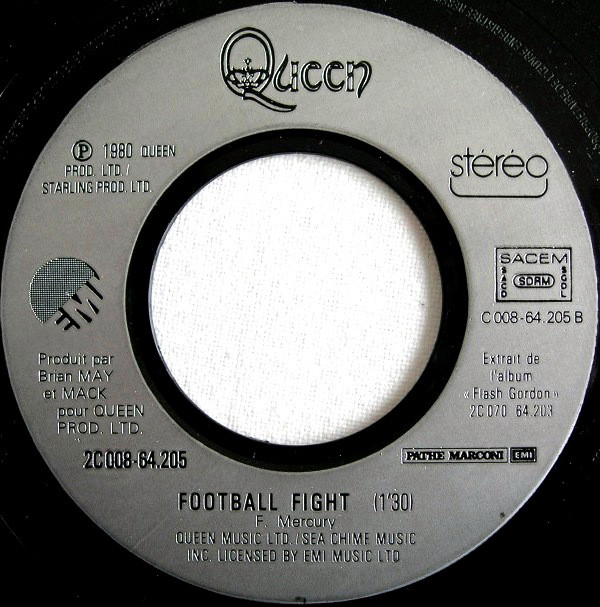 Queen
℗ 1980 QUEEN
PROD. LTD. /
STARLING PROD. LTD.
stéréo
SACEM
SACD SDRM SGDL
C 008-64.205 B
EMI
Produit par
Brian MAY
et MACK
pour QUEEN
PROD. LTD.
Extrait de
l'album
« Flash Gordon »
2C 070 64.203
2C 008-64.205
PATHE MARCONI EMI
FOOTBALL FIGHT (1'30)
F. Mercury
QUEEN MUSIC LTD. / SEA CHIME MUSIC
INC. LICENSED BY EMI MUSIC LTD